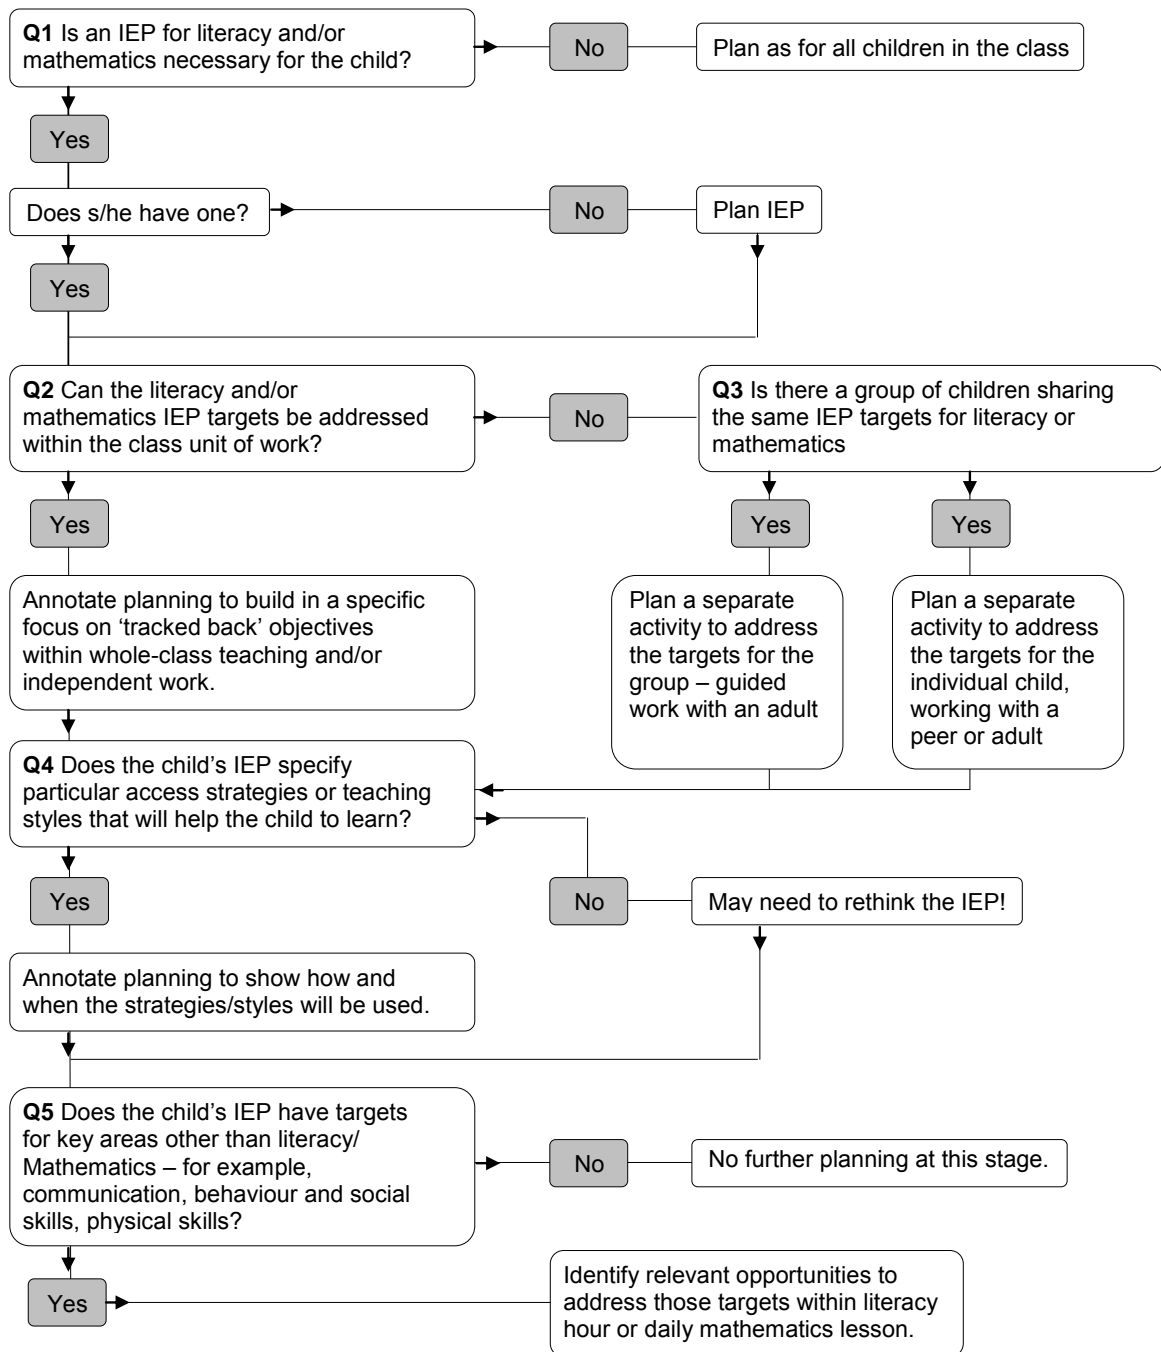 Q1 Is an IEP for literacy and/or
mathematics necessary for the child?
No
Plan as for all children in the class
Yes
Does s/he have one?
No
Plan IEP
Yes
Q2 Can the literacy and/or
mathematics IEP targets be addressed
within the class unit of work?
No
Q3 Is there a group of children sharing
the same IEP targets for literacy or
mathematics
Yes
Yes
Yes
Annotate planning to build in a specific
focus on ‘tracked back’ objectives
within whole-class teaching and/or
independent work.
Plan a separate
activity to address
the targets for the
group – guided
work with an adult
Plan a separate
activity to address
the targets for the
individual child,
working with a
peer or adult
Q4 Does the child’s IEP specify
particular access strategies or teaching
styles that will help the child to learn?
Yes
No
May need to rethink the IEP!
Annotate planning to show how and
when the strategies/styles will be used.
Q5 Does the child’s IEP have targets
for key areas other than literacy/
Mathematics – for example,
communication, behaviour and social
skills, physical skills?
No
No further planning at this stage.
Yes
Identify relevant opportunities to
address those targets within literacy
hour or daily mathematics lesson.